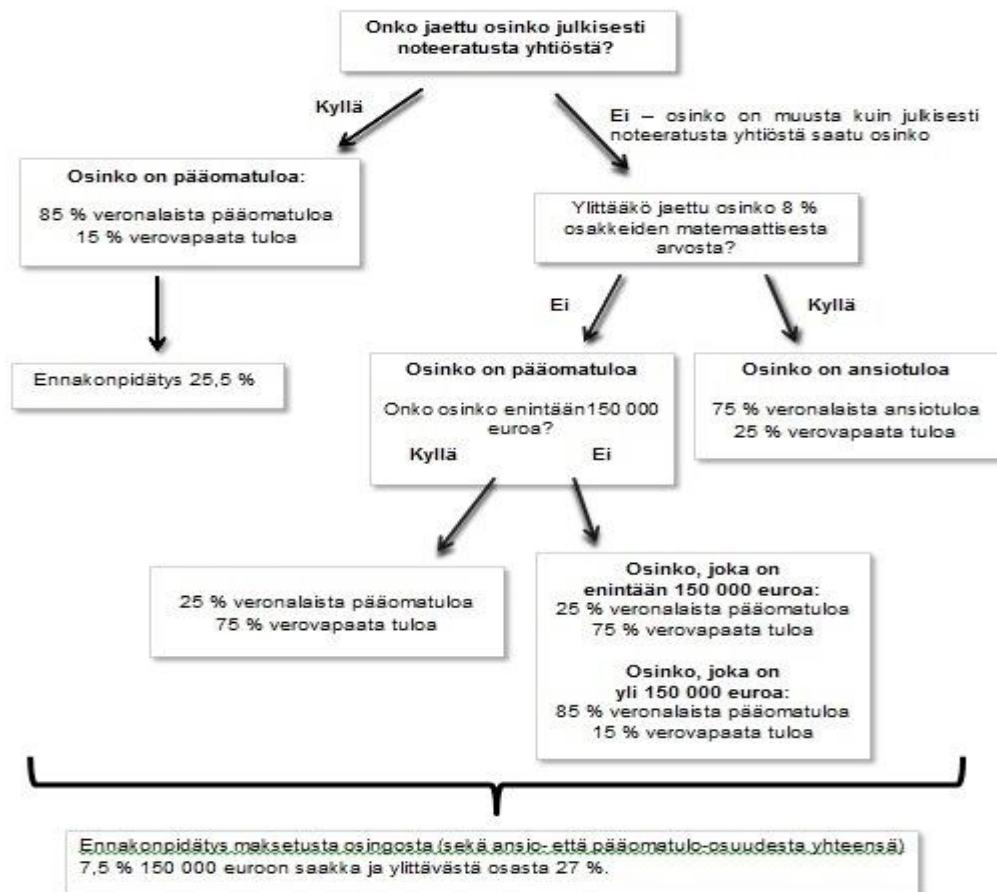 Onko jaettu osinko julkisesti
noteeratusta yhtiöstä?
Kyllä
Ei – osinko on muusta kuin julkisesti
noteeratusta yhtiöstä saatu osinko
Osinko on pääomatuloa:
85 % veronalaista pääomatuloa
15 % verovapaata tuloa
Ylittääkö jaettu osinko 8 %
osakkeiden matemaattisesta
arvosta?
Ei
Kyllä
Ennakonpidätys 25,5 %
Osinko on pääomatuloa
Onko osinko enintään 150 000
euroa?
Kyllä Ei
Osinko on ansiotuloa
75 % veronalaista ansiotuloa
25 % verovapaata tuloa
25 % veronalaista pääomatuloa
75 % verovapaata tuloa
Osinko, joka on
enintään 150 000 euroa:
25 % veronalaista pääomatuloa
75 % verovapaata tuloa
Osinko, joka on
yli 150 000 euroa:
85 % veronalaista pääomatuloa
15 % verovapaata tuloa
Ennakonpidätys maksetusta osingosta (sekä ansio- että pääomatulo-osuudesta yhteensä)
7,5 % 150 000 euroon saakka ja ylittävästä osasta 27 %.